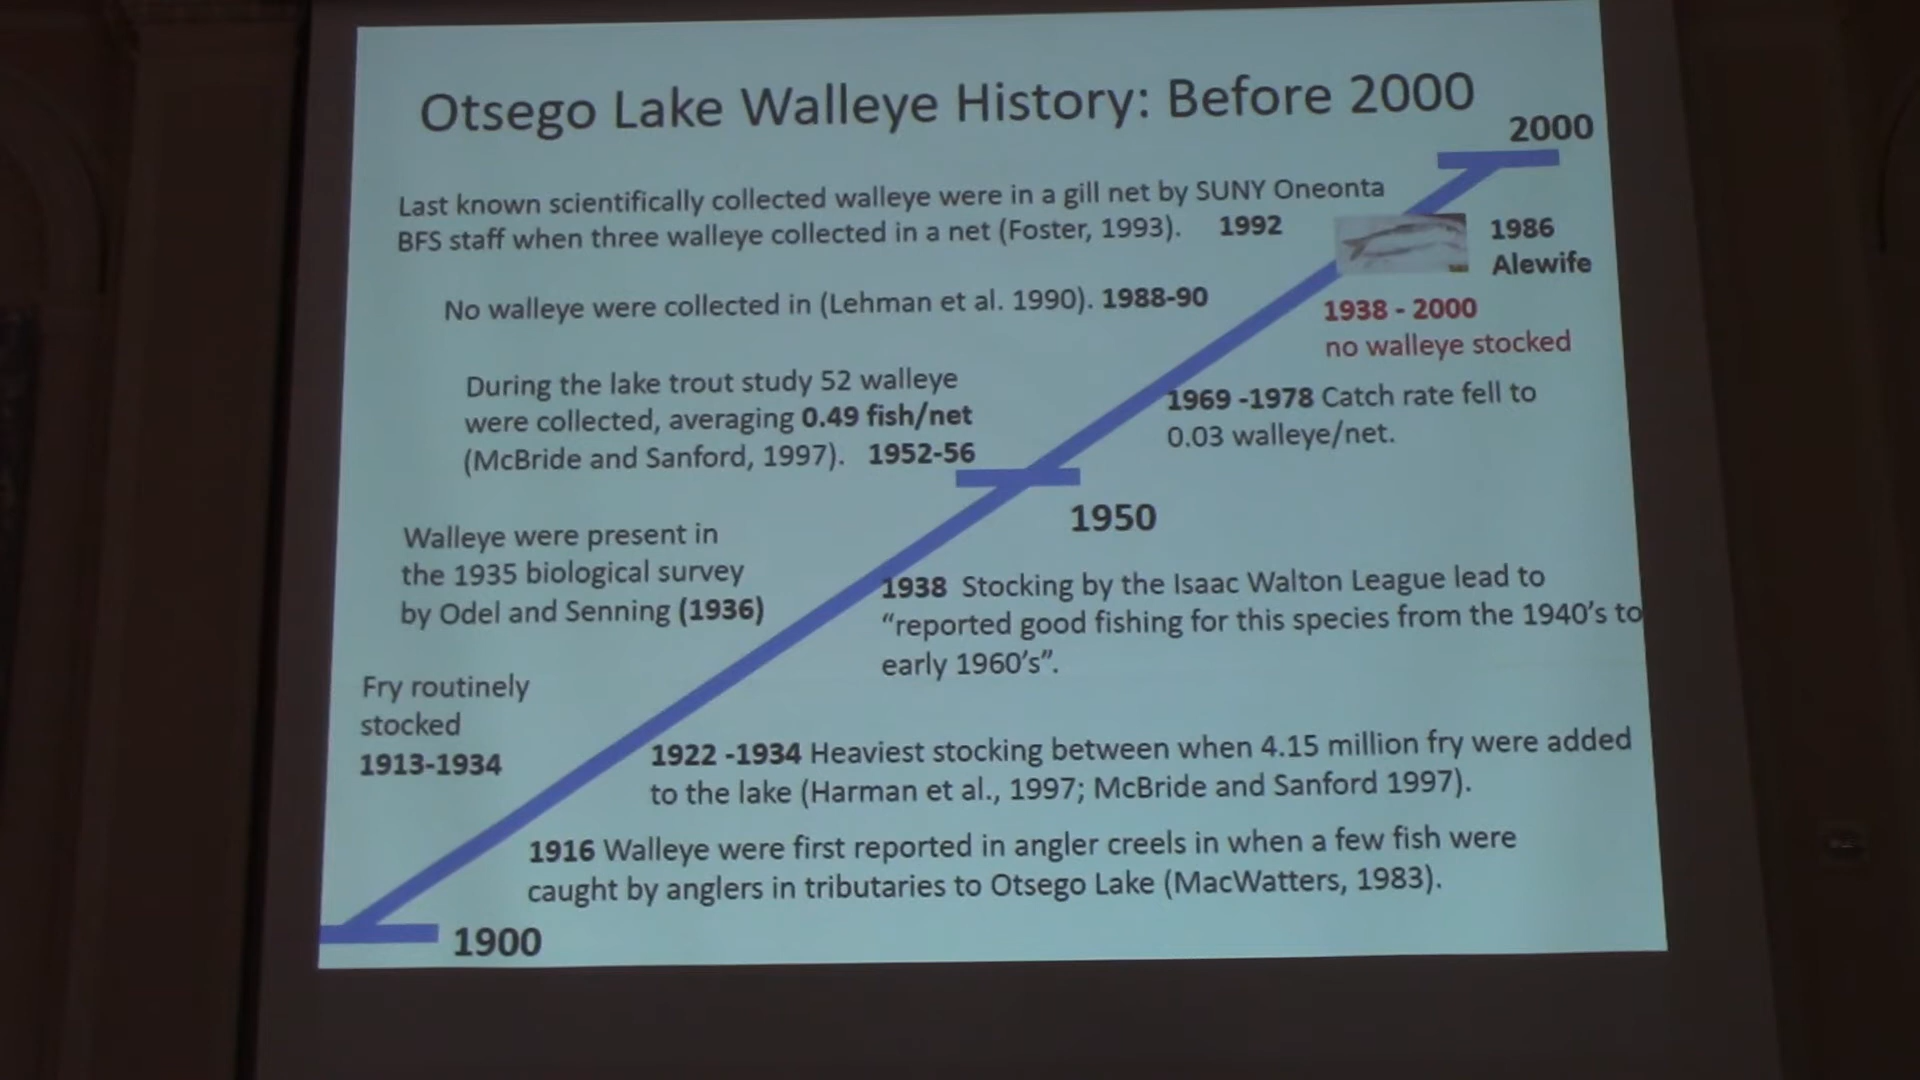 Otsego Lake Walleye History: Before 2000
2000
Last known scientifically collected walleye were in a gill net by SUNY Oneonta
BFS staff when three walleye collected in a net (Foster, 1993). 1992
1986
Alewife
No walleye were collected in (Lehman et al. 1990). 1988-90
1938 - 2000
no walleye stocked
During the lake trout study 52 walleye
were collected, averaging 0.49 fish/net
(McBride and Sanford, 1997). 1952-56
1969 -1978 Catch rate fell to
0.03 walleye/net.
1950
Walleye were present in
the 1935 biological survey
by Odel and Senning (1936)
1938 Stocking by the Isaac Walton League lead to
“reported good fishing for this species from the 1940’s to
early 1960’s”.
Fry routinely
stocked
1913-1934
1922 -1934 Heaviest stocking between when 4.15 million fry were added
to the lake (Harman et al., 1997; McBride and Sanford 1997).
1916 Walleye were first reported in angler creels in when a few fish were
caught by anglers in tributaries to Otsego Lake (MacWatters, 1983).
1900